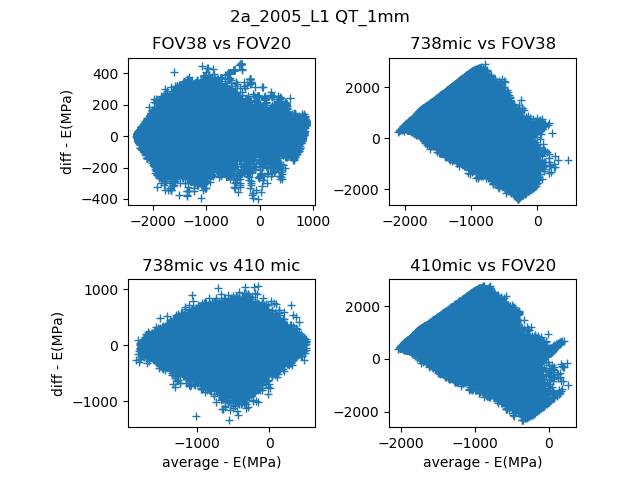 2a_2005_L1 QT_1mm
FOV38 vs FOV20
738mic vs FOV38
diff - E(MPa)
400
200
0
−200
−400
−2000 −1000 0 1000
2000
0
−2000
−2000 −1000 0
738mic vs 410 mic
410mic vs FOV20
diff - E(MPa)
1000
0
−1000
−1000 0
average - E(MPa)
2000
0
−2000
−2000 −1000 0
average - E(MPa)